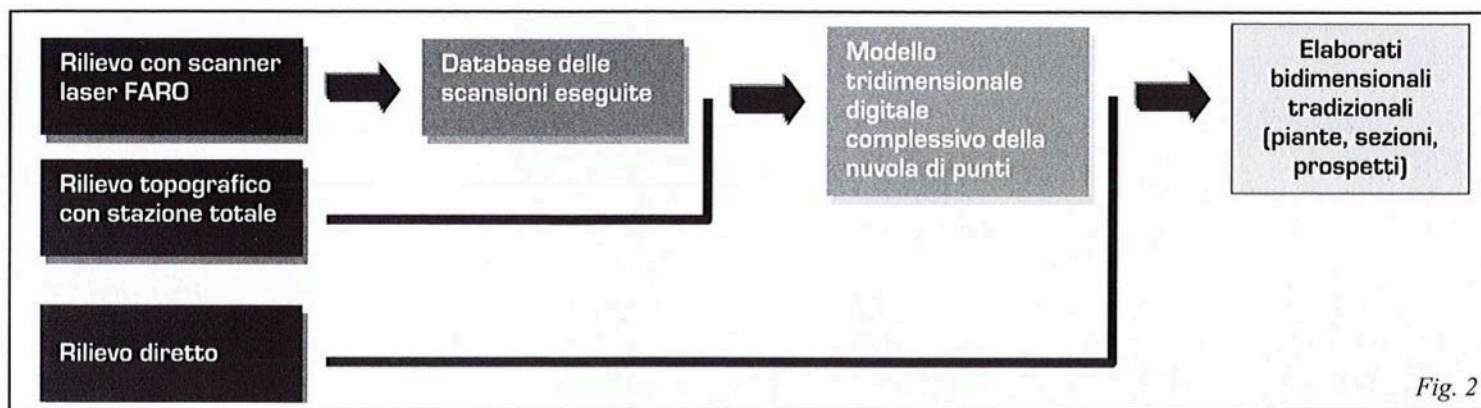 Rilievo con scanner
laser FARO
Database delle
scansioni eseguite
Modello
tridimensionale
digitale
complessivo della
nuvola di punti
Elaborati
bidimensionali
tradizionali
(piante, sezioni,
prospetti)
Rilievo topografico
con stazione totale
Rilievo diretto
Fig. 2